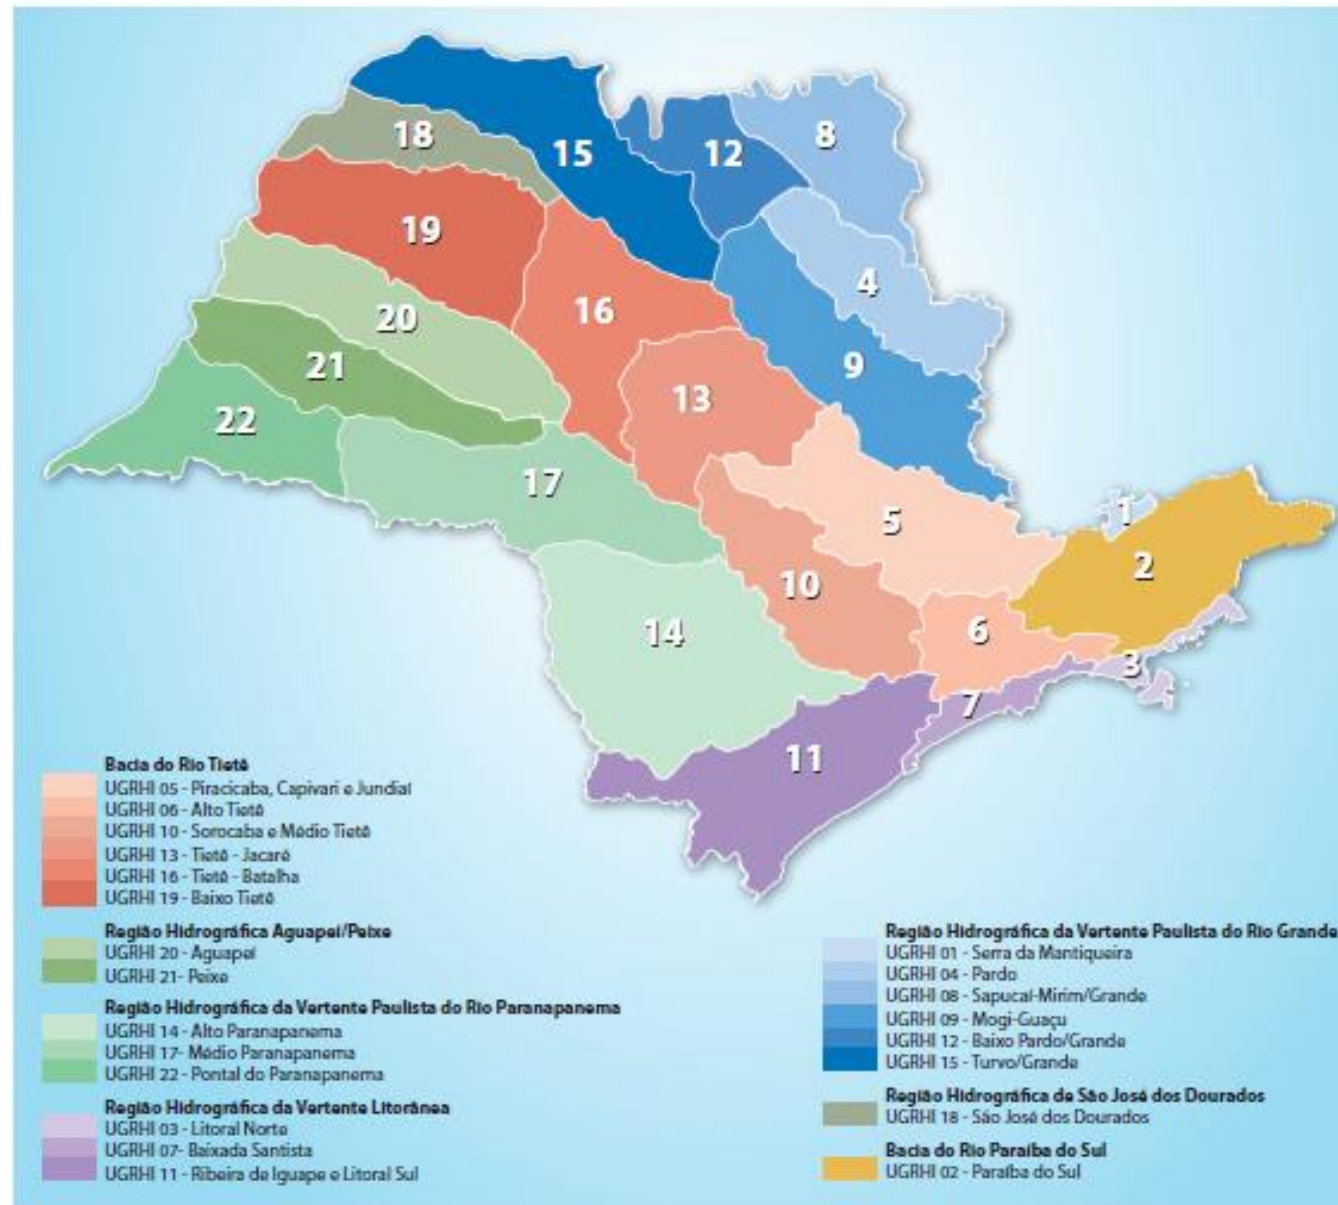 18
15
12
8
19
4
20
16
21
9
13
22
17
1
5
2
10
14
6
3
7
11
Bacia do Rio Tietê
UGRHI 05 - Piracicaba, Capivari e Jundiaí
UGRHI 06 - Alto Tietê
UGRHI 10 - Sorocaba e Médio Tietê
UGRHI 13 - Tietê - Jacaré
UGRHI 16 - Tietê - Batalha
UGRHI 19 - Baixo Tietê
Região Hidrográfica Aguapeí/Peixe
UGRHI 20 - Aguapeí
UGRHI 21- Peixe
Região Hidrográfica da Vertente Paulista do Rio Paranapanema
UGRHI 14 - Alto Paranapanema
UGRHI 17- Médio Paranapanema
UGRHI 22 - Pontal do Paranapanema
Região Hidrográfica da Vertente Litorânea
UGRHI 03 - Litoral Norte
UGRHI 07- Baixada Santista
UGRHI 11 - Ribeira de Iguape e Litoral Sul
Região Hidrográfica da Vertente Paulista do Rio Grande
UGRHI 01 - Serra da Mantiqueira
UGRHI 04 - Pardo
UGRHI 08 - Sapucaí-Mirim/Grande
UGRHI 09 - Mogi-Guaçu
UGRHI 12 - Baixo Pardo/Grande
UGRHI 15 - Turvo/Grande
Região Hidrográfica de São José dos Dourados
UGRHI 18 - São José dos Dourados
Bacia do Rio Paraíba do Sul
UGRHI 02 - Paraíba do Sul